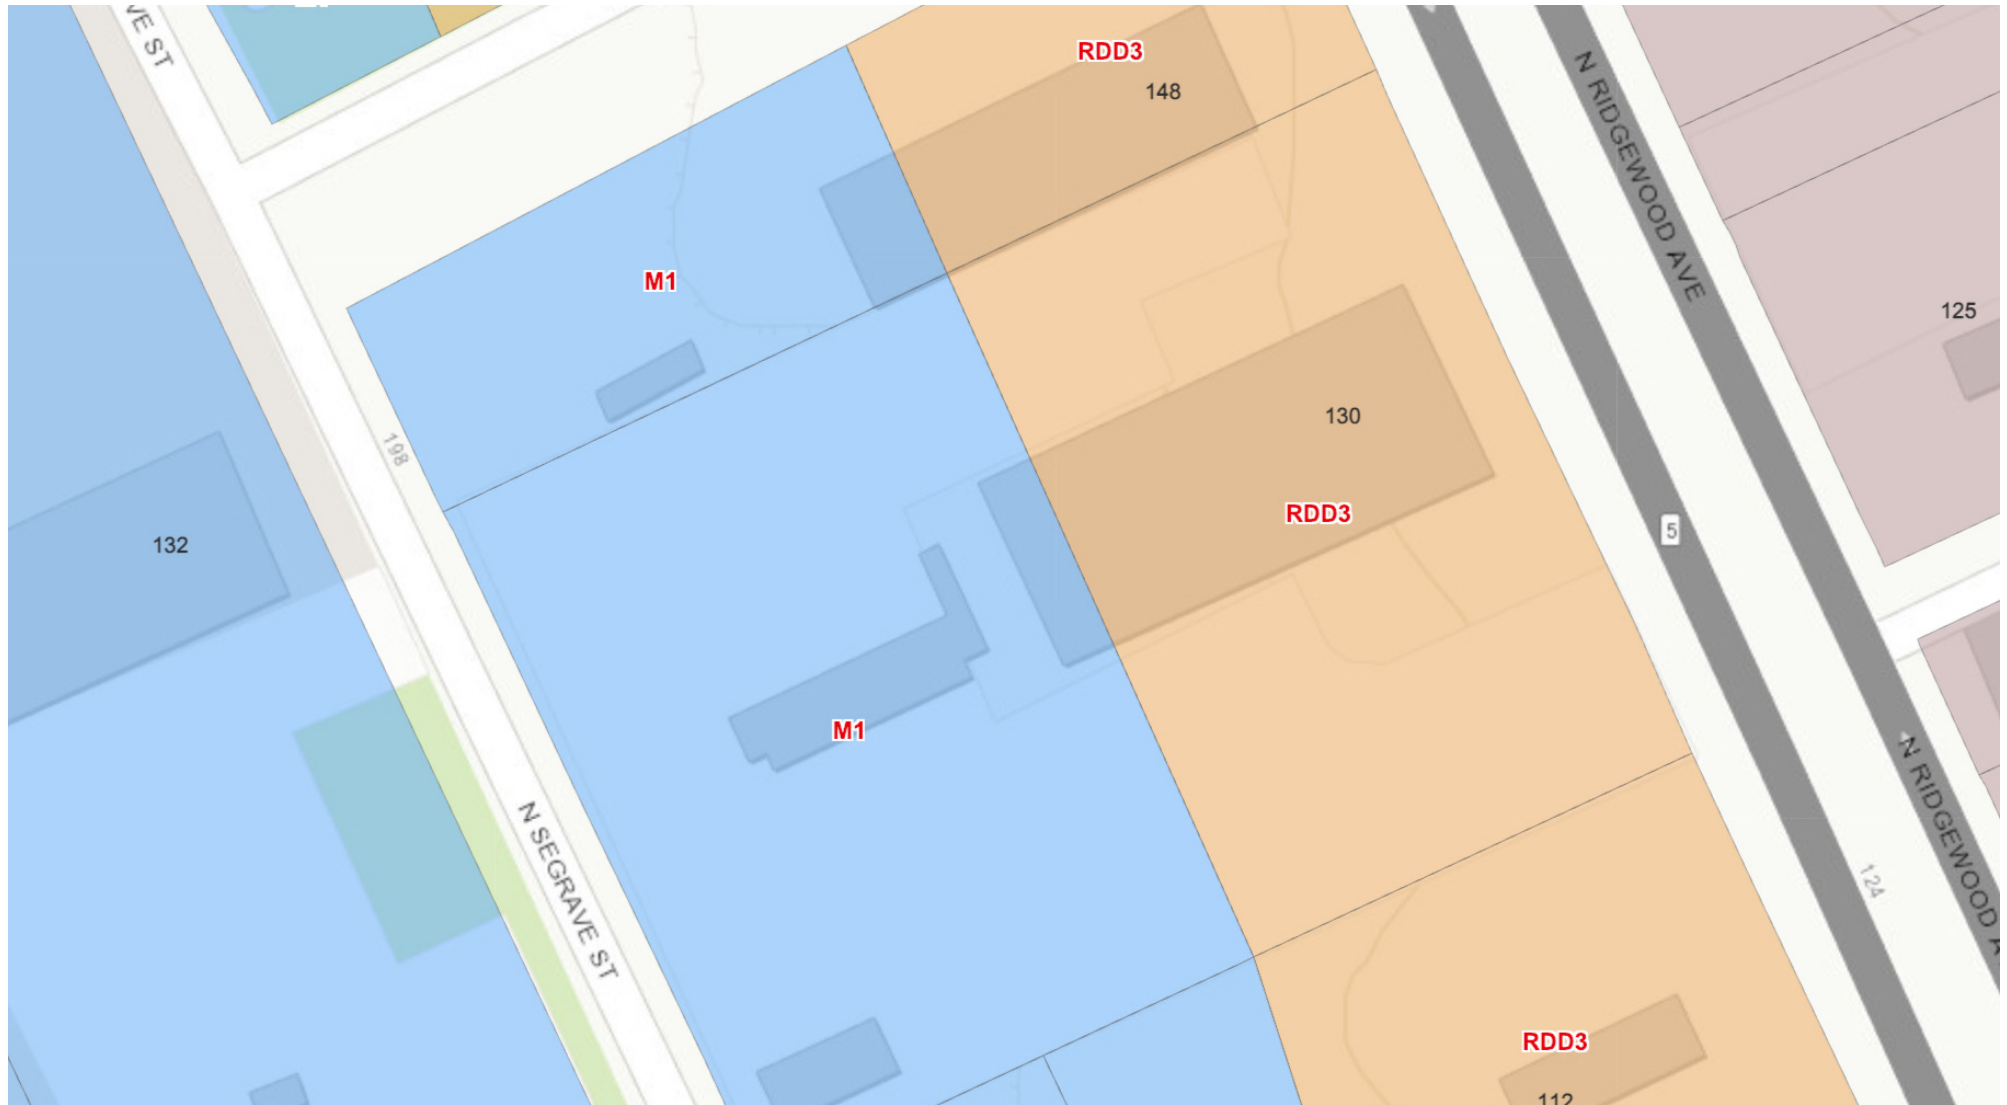 VE ST
RDD3
148
N RIDGEWOOD AVE
M1
125
130
198
RDD3
5
132
M1
N SEGRAVE ST
N RIDGEWOOD A
124
RDD3
112